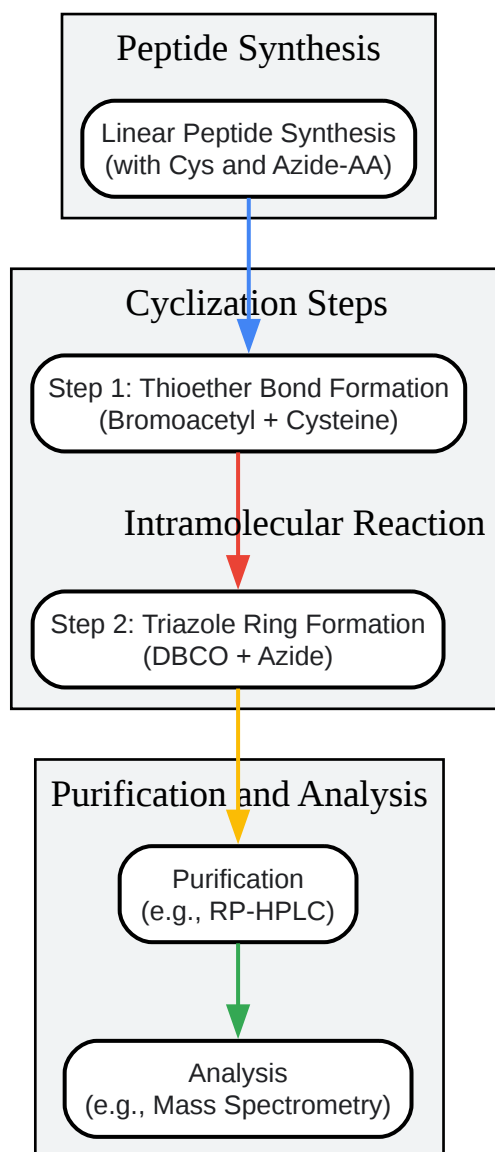 Peptide Synthesis
Linear Peptide Synthesis
(with Cys and Azide-AA)
Cyclization Steps
Step 1: Thioether Bond Formation
(Bromoacetyl + Cysteine)
Intramolecular Reaction
Step 2: Triazole Ring Formation
(DBCO + Azide)
Purification and Analysis
Purification
(e.g., RP-HPLC)
Analysis
(e.g., Mass Spectrometry)